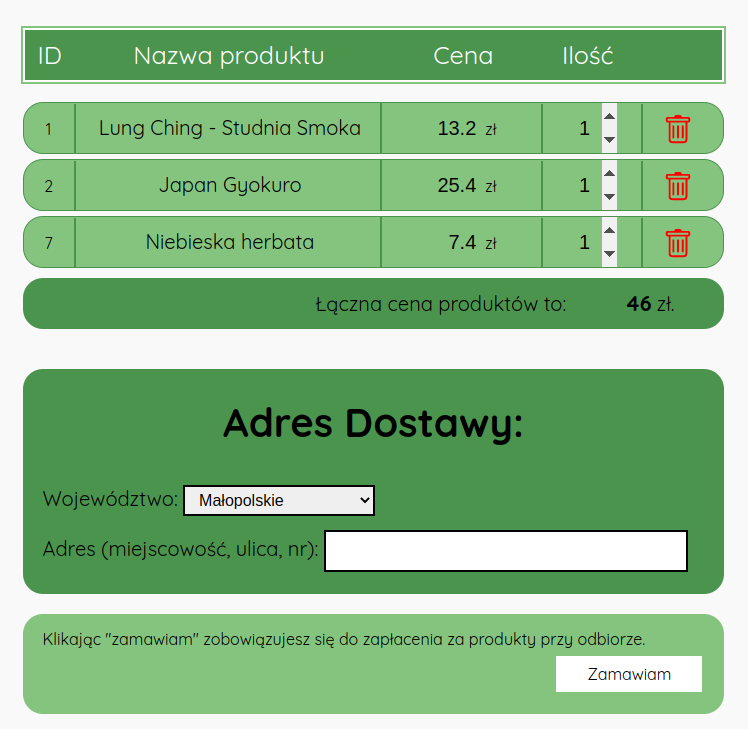 ID Nazwa produktu Cena Ilość
1 Lung Ching - Studnia Smoka 13.2 zł 1
2 Japan Gyokuro 25.4 zł 1
7 Niebieska herbata 7.4 zł 1
Łączna cena produktów to: 46 zł.
Adres Dostawy:
Województwo: Małopolskie
Adres (miejscowość, ulica, nr):
Klikając "zamawiam" zobowiązujesz się do zapłacenia za produkty przy odbiorze.
Zamawiam